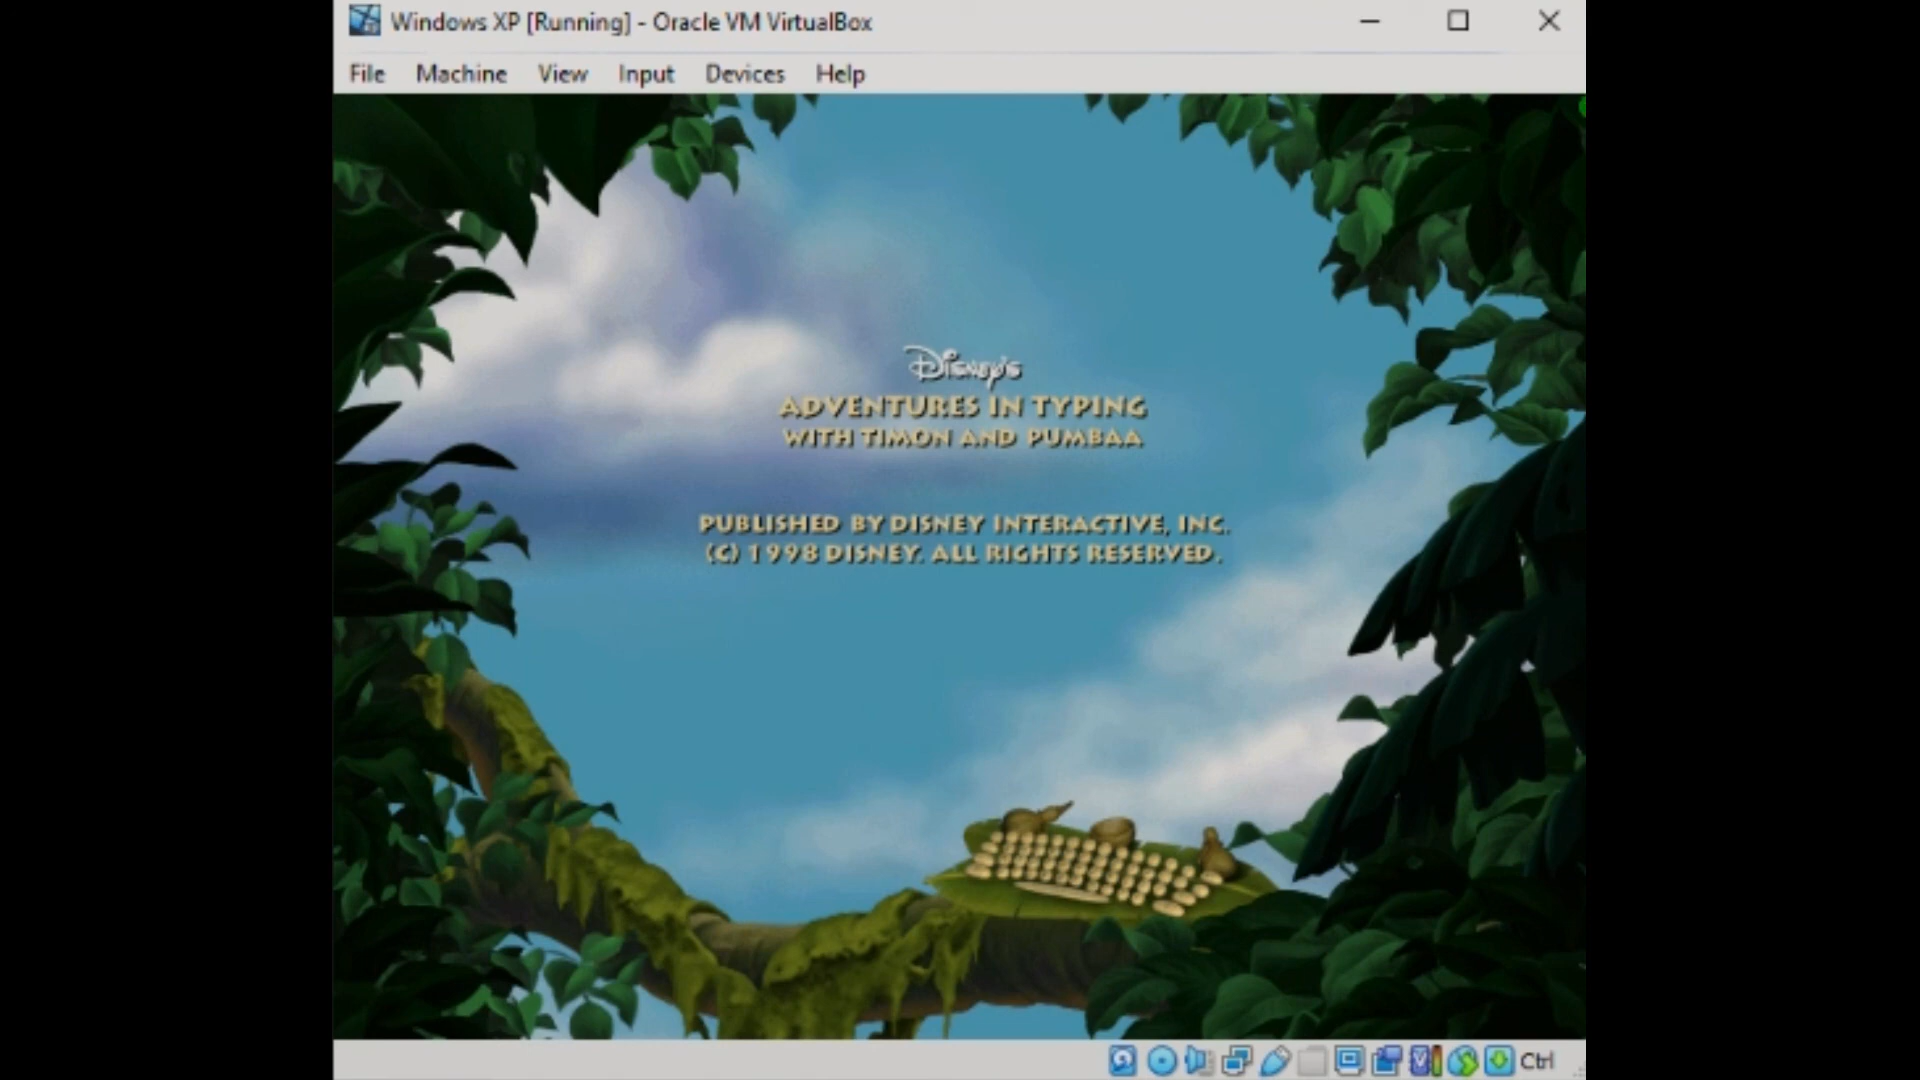 Windows XP [Running] - Oracle VM VirtualBox
File Machine View Input Devices Help
DISNEY'S
ADVENTURES IN TYPING
WITH TIMON AND PUMBAA
PUBLISHED BY DISNEY INTERACTIVE, INC.
(C) 1998 DISNEY. ALL RIGHTS RESERVED.
Ctrl